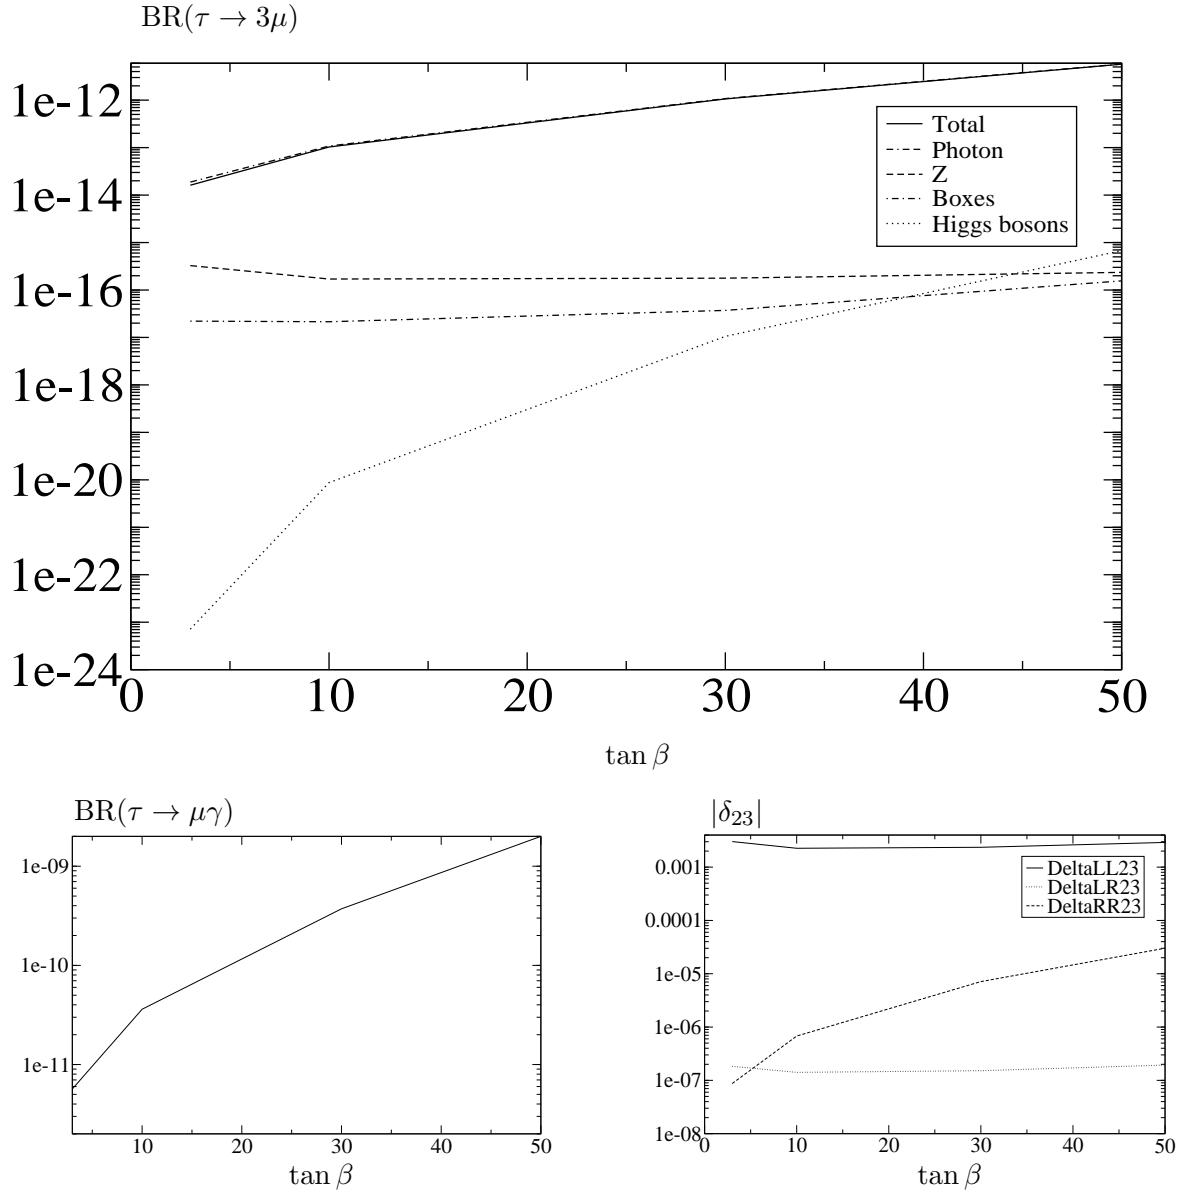 BR(τ → 3μ)
1e-12
1e-14
1e-16
1e-18
1e-20
1e-22
1e-24
Total
Photon
Z
Boxes
Higgs bosons
0 10 20 30 40 50
tan β
BR(τ → μγ)
1e-09
1e-10
1e-11
10 20 30 40 50
tan β
|δ₂₃|
0.001
0.0001
1e-05
1e-06
1e-07
1e-08
DeltaLL23
DeltaLR23
DeltaRR23
0 10 20 30 40 50
tan β